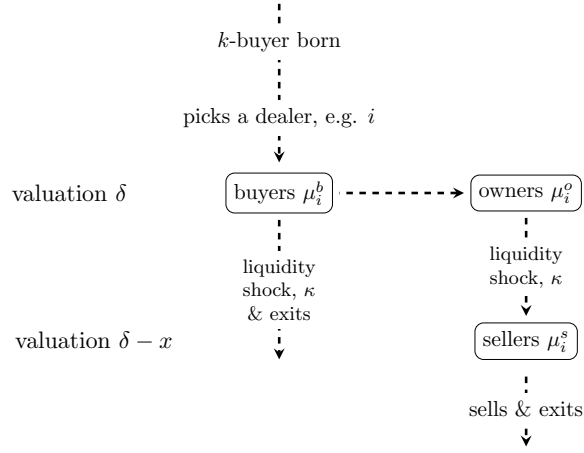 k-buyer born
picks a dealer, e.g. i
valuation δ
buyers μ_i^b
owners μ_i^o
liquidity
shock, κ
& exits
liquidity
shock, κ
valuation δ − x
sellers μ_i^s
sells & exits